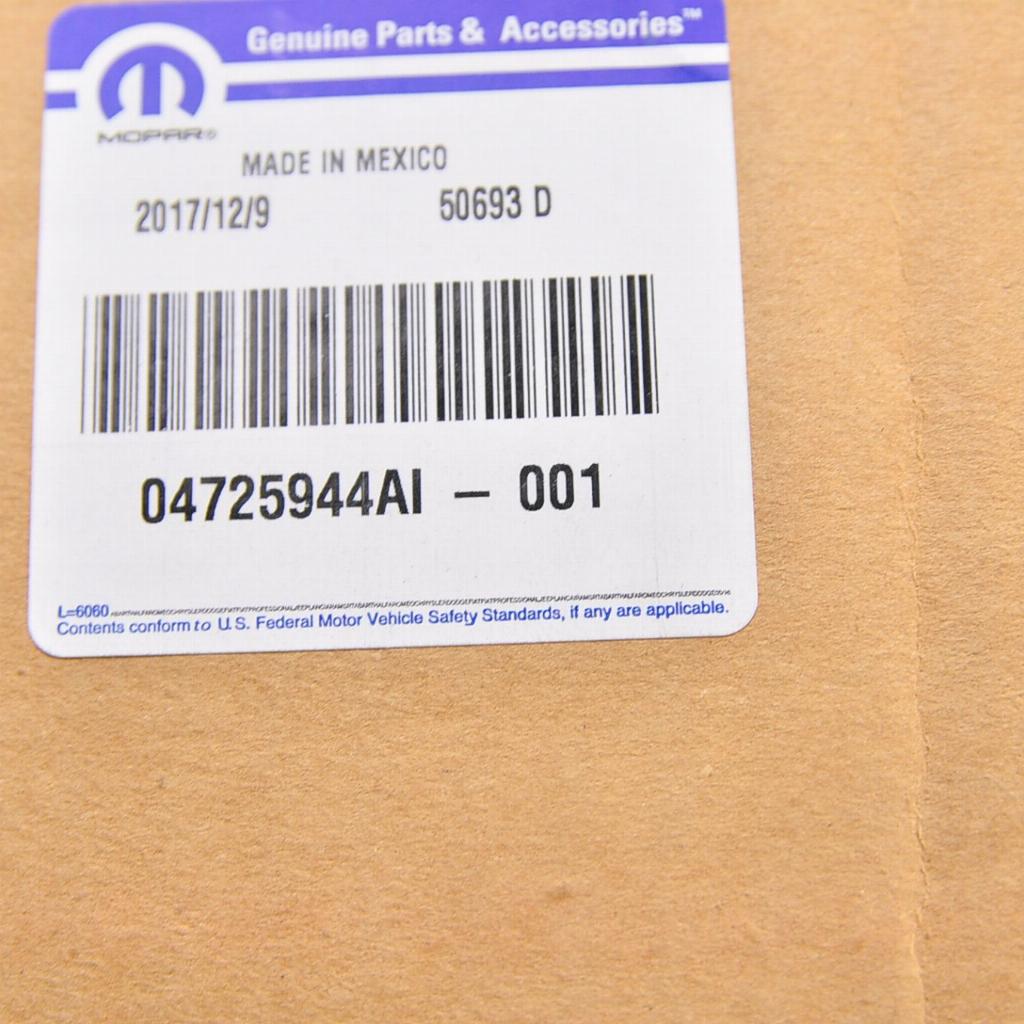 Genuine Parts & Accessories™
MOPAR®
MADE IN MEXICO
2017/12/9 50693 D
04725944AI – 001
L=6060
Contents conform to U.S. Federal Motor Vehicle Safety Standards, if any are applicable.